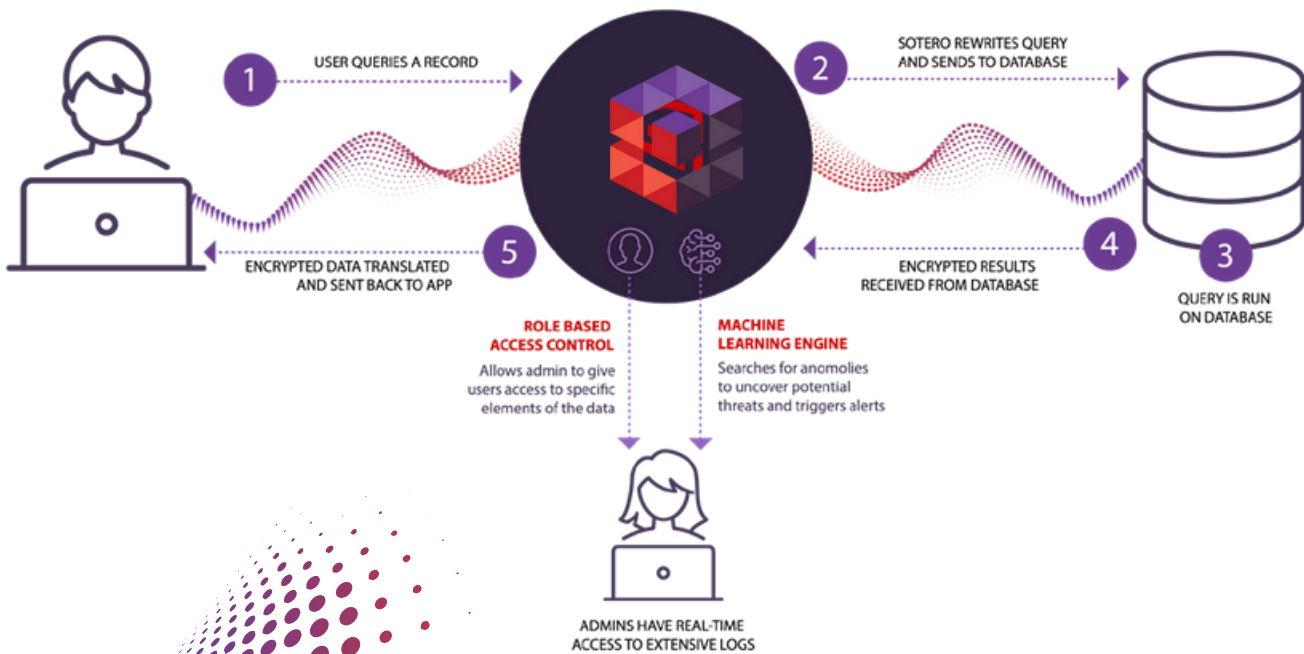 1
USER QUERIES A RECORD
2
SOTERO REWRITES QUERY
AND SENDS TO DATABASE
3
QUERY IS RUN
ON DATABASE
4
ENCRYPTED RESULTS
RECEIVED FROM DATABASE
5
ENCRYPTED DATA TRANSLATED
AND SENT BACK TO APP
ROLE BASED
ACCESS CONTROL
Allows admin to give
users access to specific
elements of the data
MACHINE
LEARNING ENGINE
Searches for anomolies
to uncover potential
threats and triggers alerts
ADMINS HAVE REAL-TIME
ACCESS TO EXTENSIVE LOGS